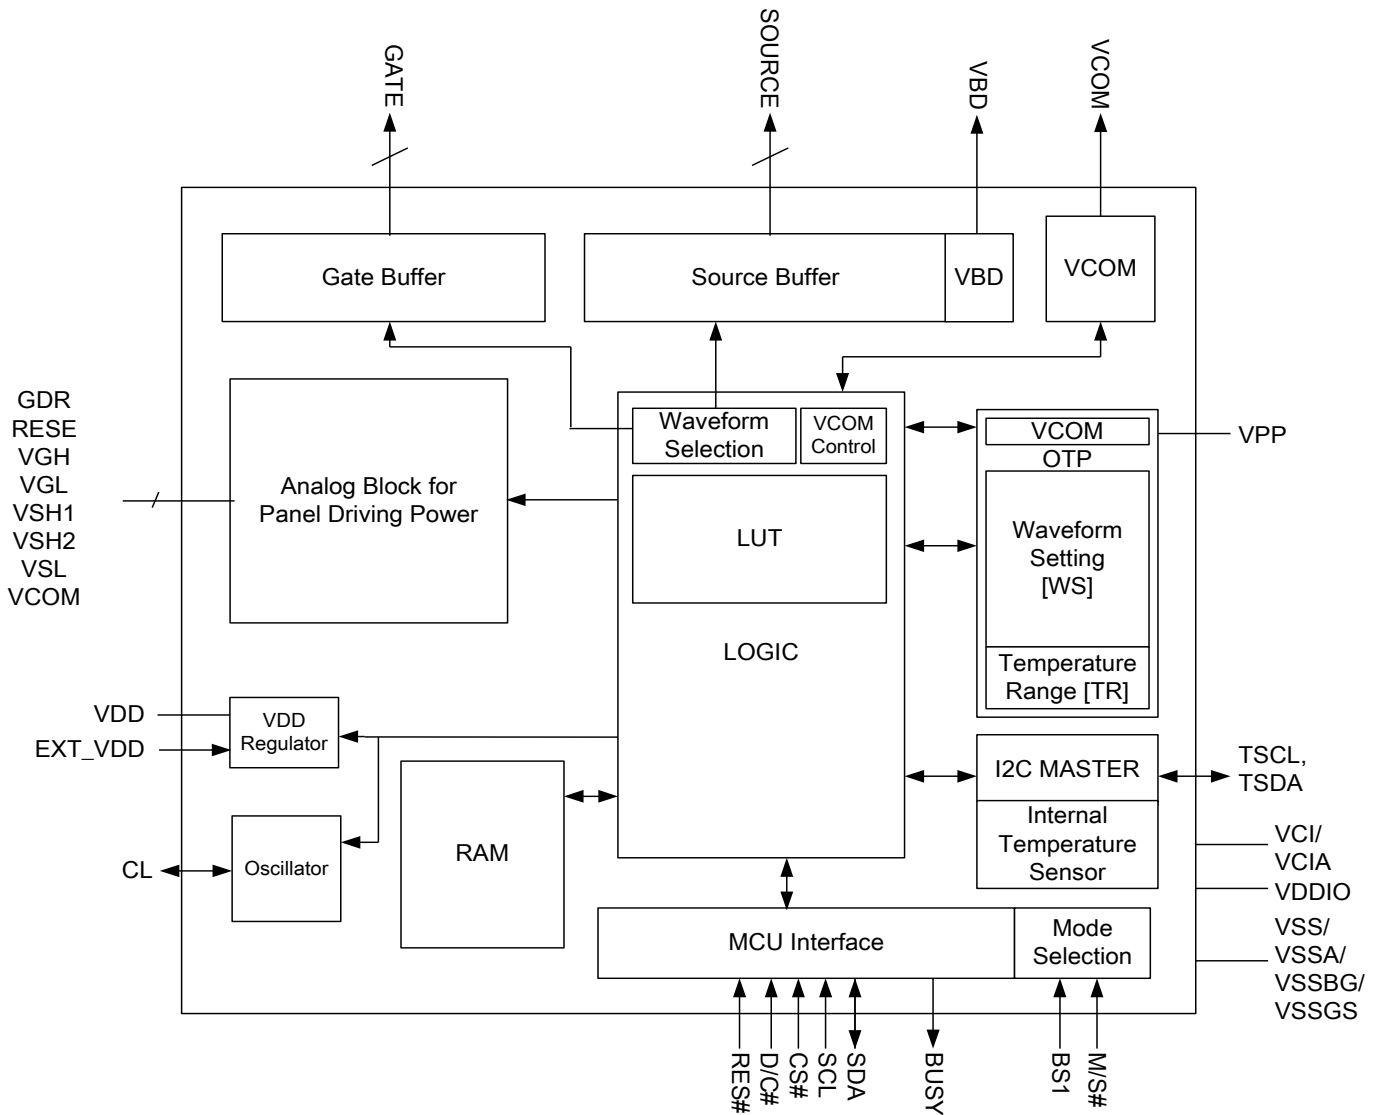 GATE
SOURCE
VBD
VCOM
Gate Buffer
Source Buffer
VBD
VCOM
GDR
RESE
VGH
VGL
VSH1
VSH2
VSL
VCOM
Analog Block for
Panel Driving Power
Waveform
Selection
VCOM
Control
LUT
LOGIC
VCOM
OTP
Waveform
Setting
[WS]
Temperature
Range [TR]
VPP
VDD
EXT_VDD
VDD
Regulator
CL
Oscillator
RAM
I2C MASTER
Internal
Temperature
Sensor
TSCL,
TSDA
VCI/
VCIA
VDDIO
VSS/
VSSA/
VSSBG/
VSSGS
MCU Interface
Mode
Selection
RES#
D/C#
CS#
SCL
SDA
BUSY
BS1
M/S#